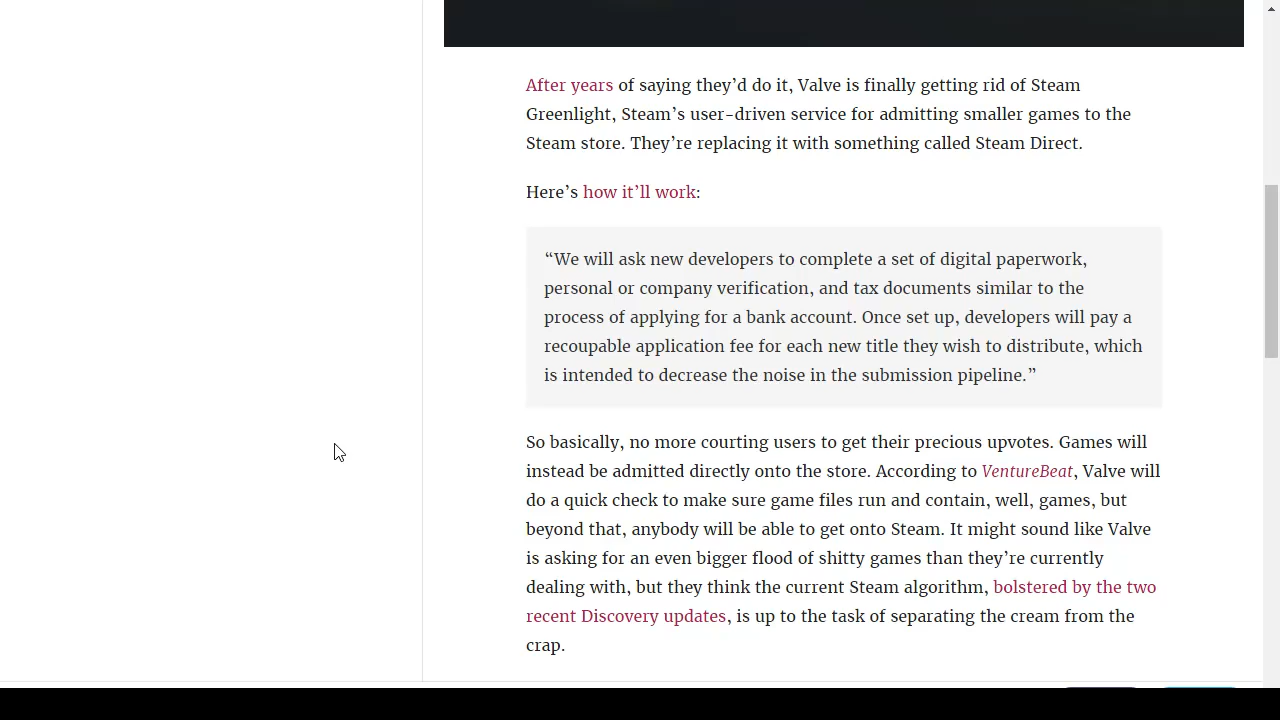 After years of saying they’d do it, Valve is finally getting rid of Steam
Greenlight, Steam’s user-driven service for admitting smaller games to the
Steam store. They’re replacing it with something called Steam Direct.
Here’s how it’ll work:
“We will ask new developers to complete a set of digital paperwork,
personal or company verification, and tax documents similar to the
process of applying for a bank account. Once set up, developers will pay a
recoupable application fee for each new title they wish to distribute, which
is intended to decrease the noise in the submission pipeline.”
So basically, no more courting users to get their precious upvotes. Games will
instead be admitted directly onto the store. According to VentureBeat, Valve will
do a quick check to make sure game files run and contain, well, games, but
beyond that, anybody will be able to get onto Steam. It might sound like Valve
is asking for an even bigger flood of shitty games than they’re currently
dealing with, but they think the current Steam algorithm, bolstered by the two
recent Discovery updates, is up to the task of separating the cream from the
crap.